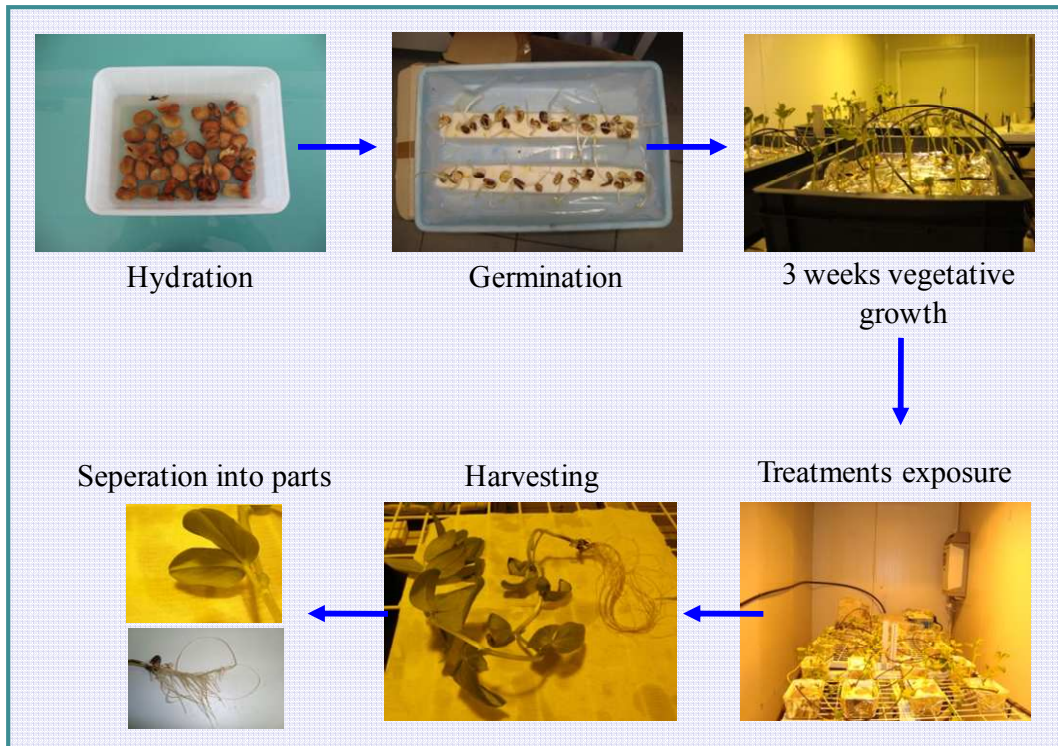 Hydration
Germination
3 weeks vegetative
growth
Treatments exposure
Harvesting
Seperation into parts